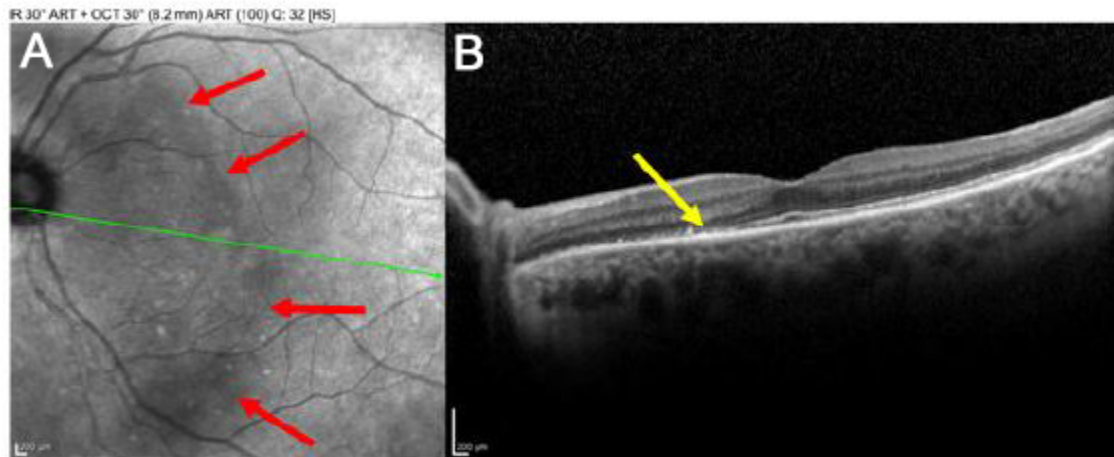 IR 30° ART + OCT 30° (8.2 mm) ART (100) Q: 32 [HS]
A
B
200 µm
200 µm